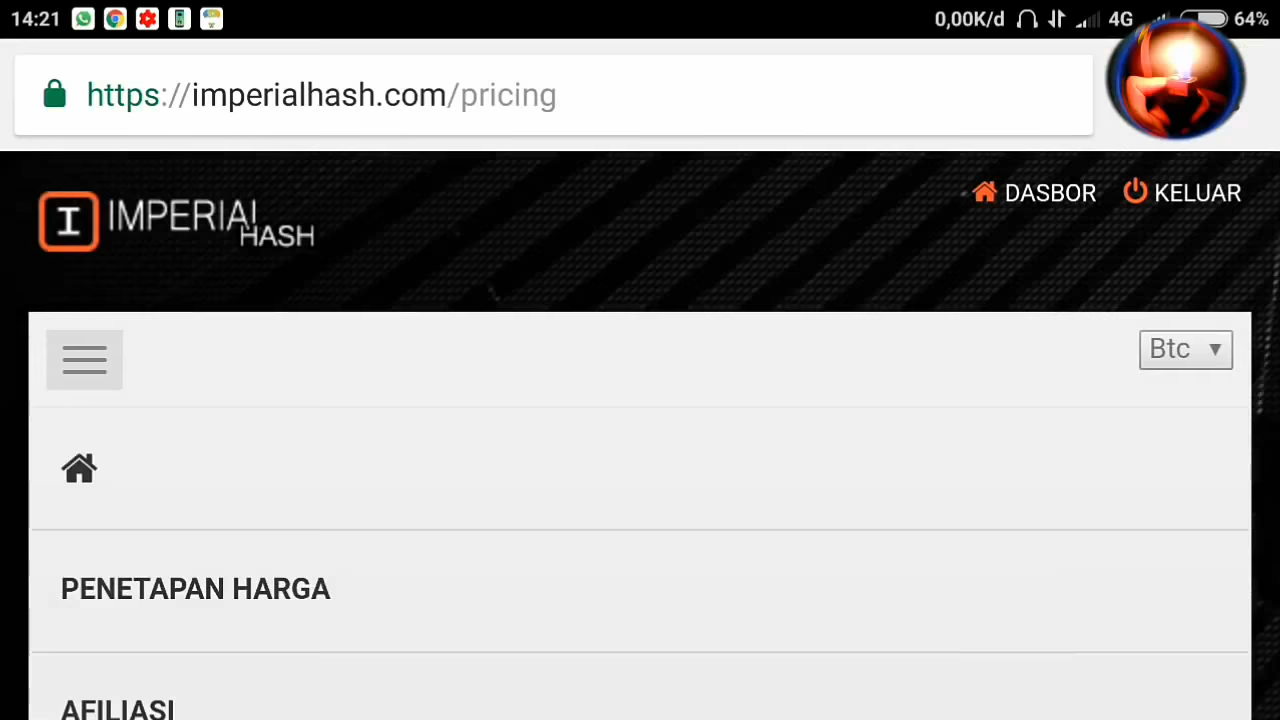 14:21 0,00K/d 4G 64%
https://imperialhash.com/pricing
DASBOR KELUAR
I IMPERIAL
HASH
Btc
PENETAPAN HARGA
AFILIASI